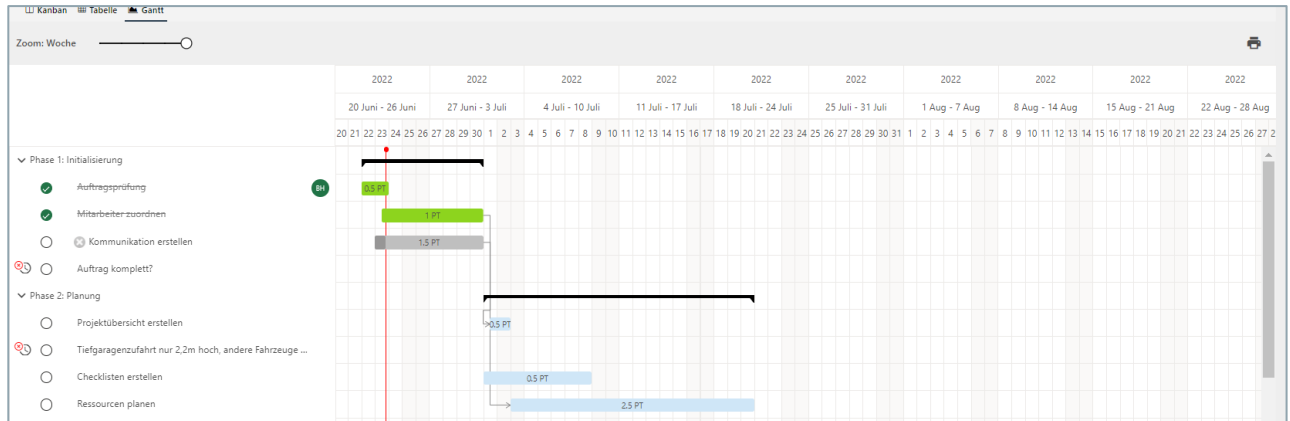 Kanban Tabelle Gantt
Zoom: Woche
2022 2022 2022 2022 2022 2022 2022 2022 2022 2022
20 Juni - 26 Juni 27 Juni - 3 Juli 4 Juli - 10 Juli 11 Juli - 17 Juli 18 Juli - 24 Juli 25 Juli - 31 Juli 1 Aug - 7 Aug 8 Aug - 14 Aug 15 Aug - 21 Aug 22 Aug - 28 Aug
20 21 22 23 24 25 26 27 28 29 30 1 2 3 4 5 6 7 8 9 10 11 12 13 14 15 16 17 18 19 20 21 22 23 24 25 26 27 28 29 30 31 1 2 3 4 5 6 7 8 9 10 11 12 13 14 15 16 17 18 19 20 21 22 23 24 25 26 27 2
Phase 1: Initialisierung
Auftragsprüfung BH 0.5 PT
Mitarbeiter zuordnen 1 PT
Kommunikation erstellen 1.5 PT
Auftrag komplett?
Phase 2: Planung
Projektübersicht erstellen 0.5 PT
Tiefgaragenzufahrt nur 2,2m hoch, andere Fahrzeuge ...
Checklisten erstellen 0.5 PT
Ressourcen planen 2.5 PT